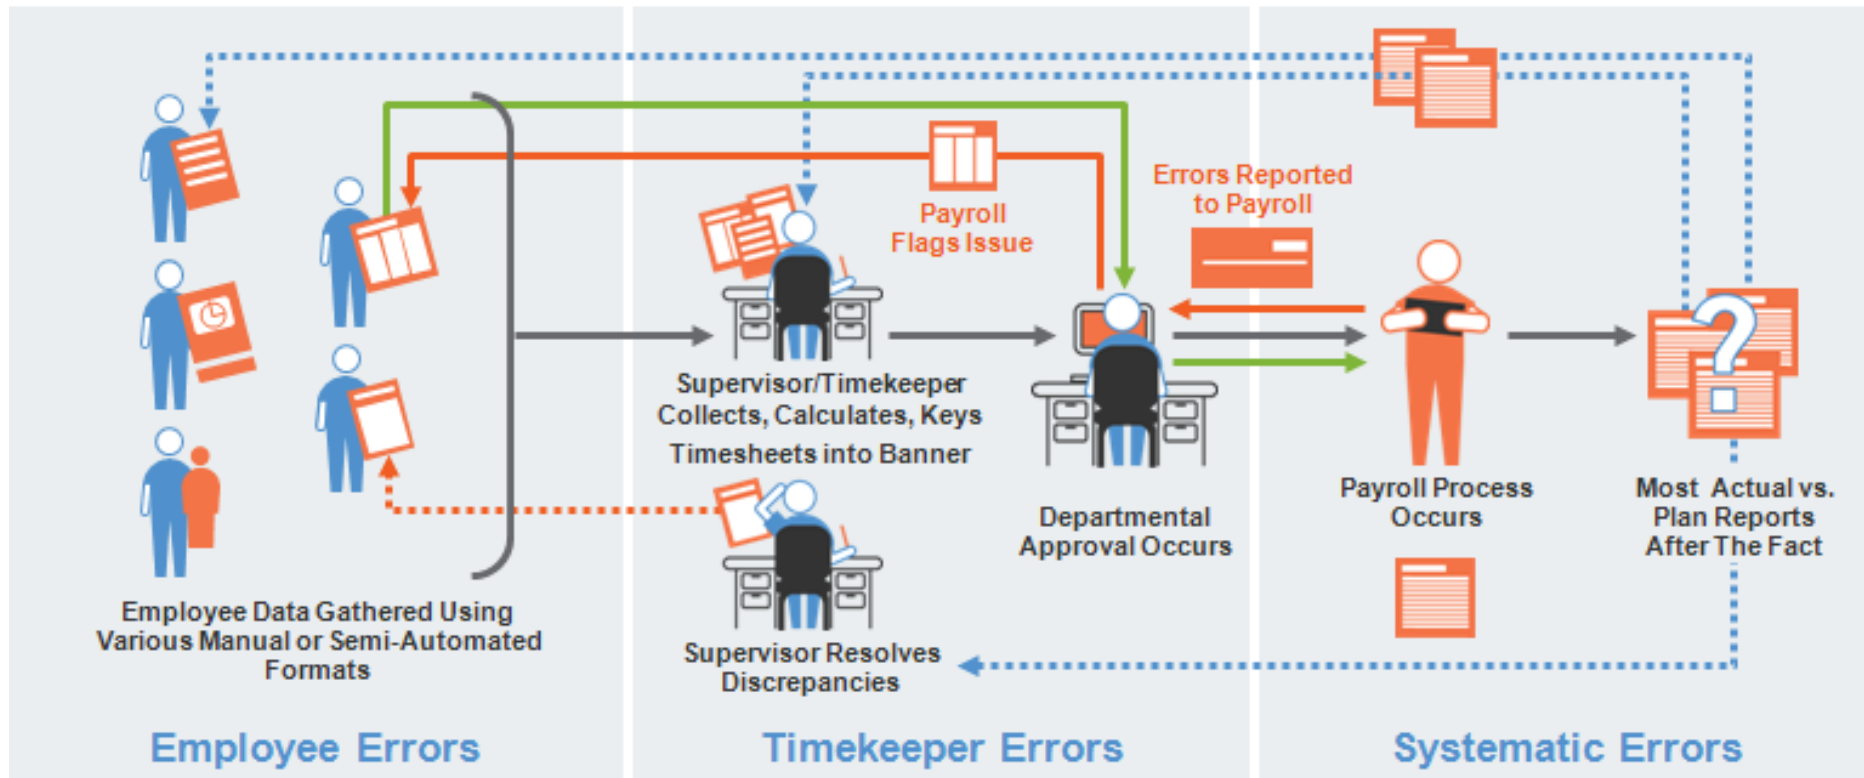 Payroll
Flags Issue
Errors Reported
to Payroll
Supervisor/Timekeeper
Collects, Calculates, Keys
Timesheets into Banner
Departmental
Approval Occurs
Payroll Process
Occurs
Most Actual vs.
Plan Reports
After The Fact
?
Employee Data Gathered Using
Various Manual or Semi-Automated
Formats
Supervisor Resolves
Discrepancies
Employee Errors
Timekeeper Errors
Systematic Errors